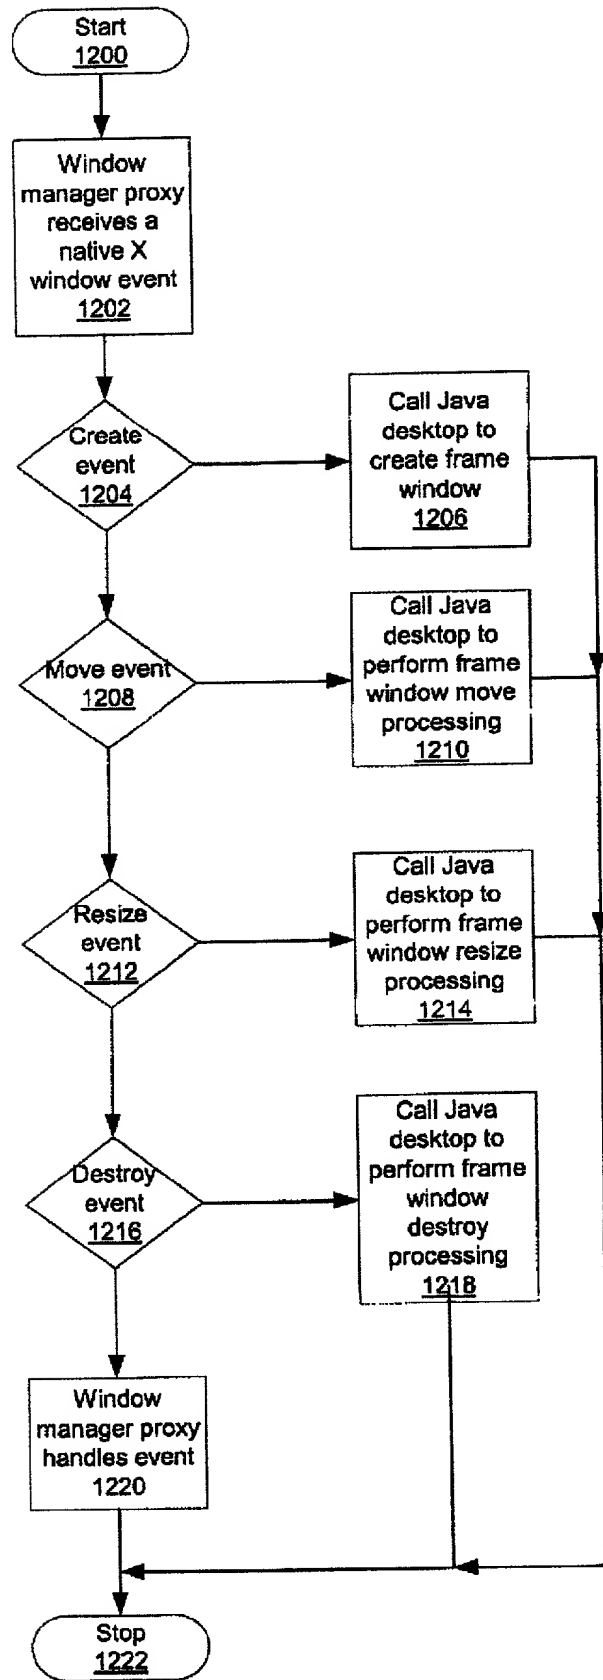 Start
1200
Window
manager proxy
receives a
native X
window event
1202
Create
event
1204
Call Java
desktop to
create frame
window
1206
Move event
1208
Call Java
desktop to
perform frame
window move
processing
1210
Resize
event
1212
Call Java
desktop to
perform frame
window resize
processing
1214
Destroy
event
1216
Call Java
desktop to
perform frame
window
destroy
processing
1218
Window
manager proxy
handles event
1220
Stop
1222